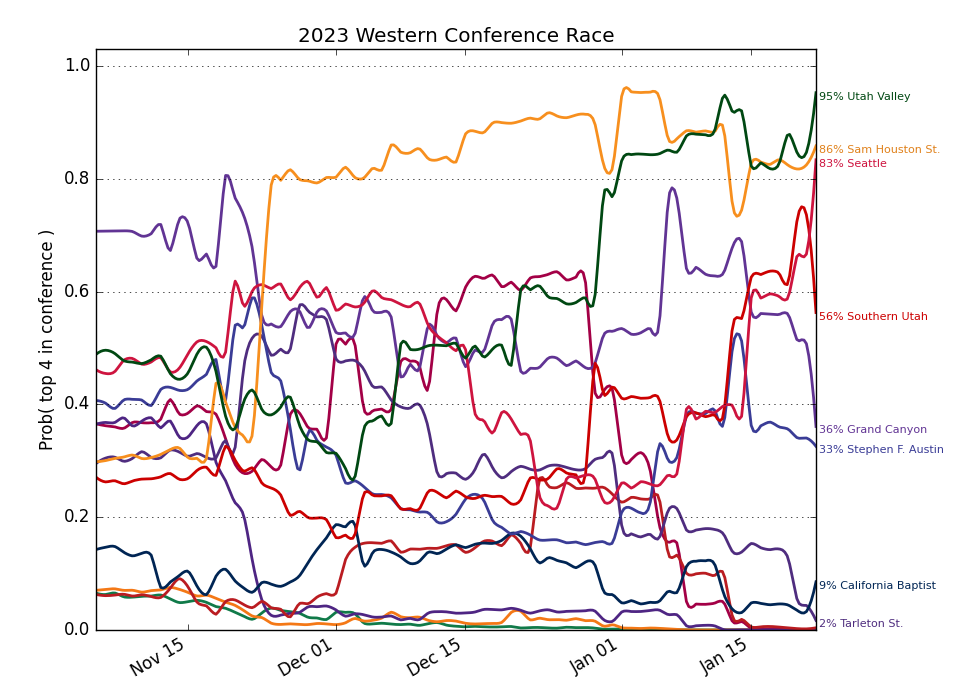 2023 Western Conference Race
Prob( top 4 in conference )
1.0
0.8
0.6
0.4
0.2
0.0
Nov 15
Dec 01
Dec 15
Jan 01
Jan 15
95% Utah Valley
86% Sam Houston St.
83% Seattle
56% Southern Utah
36% Grand Canyon
33% Stephen F. Austin
9% California Baptist
2% Tarleton St.